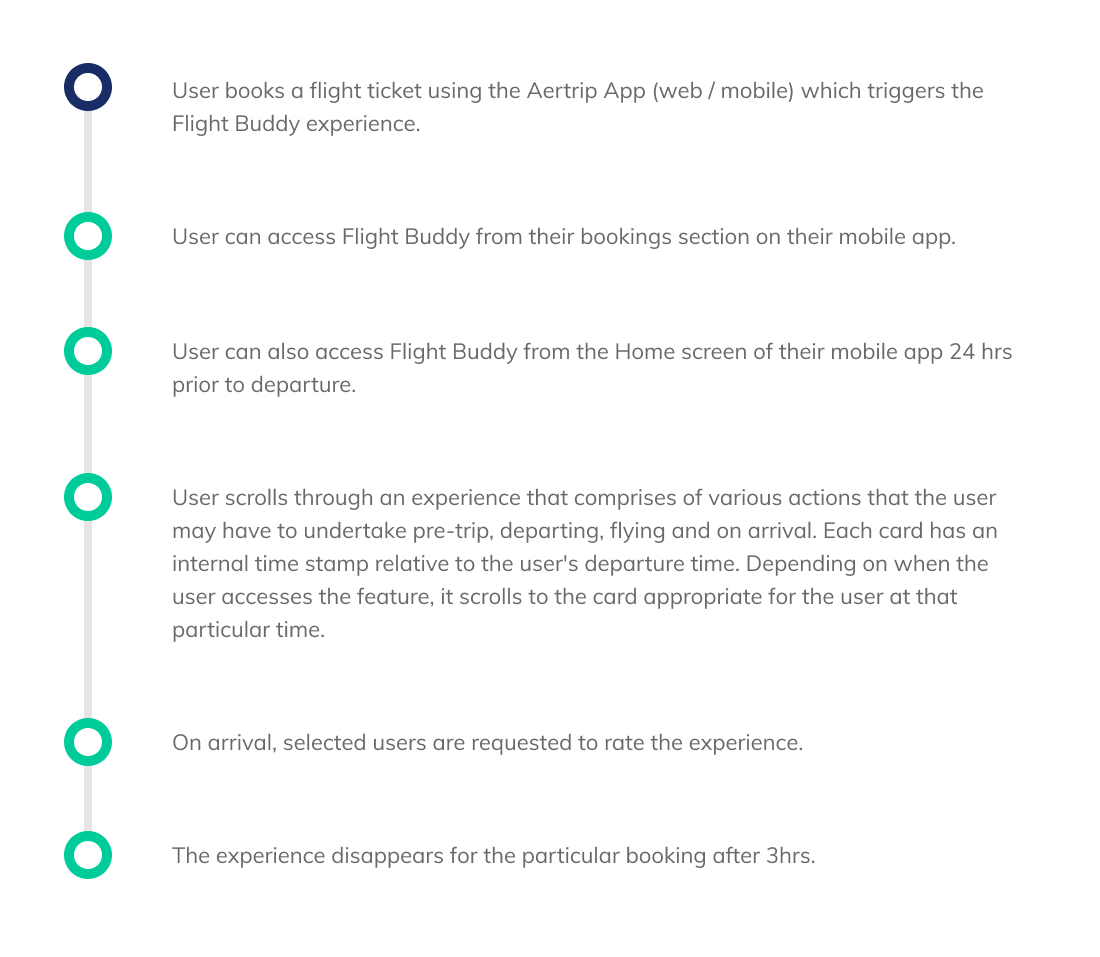 User books a flight ticket using the Aertrip App (web / mobile) which triggers the
Flight Buddy experience.
User can access Flight Buddy from their bookings section on their mobile app.
User can also access Flight Buddy from the Home screen of their mobile app 24 hrs
prior to departure.
User scrolls through an experience that comprises of various actions that the user
may have to undertake pre-trip, departing, flying and on arrival. Each card has an
internal time stamp relative to the user's departure time. Depending on when the
user accesses the feature, it scrolls to the card appropriate for the user at that
particular time.
On arrival, selected users are requested to rate the experience.
The experience disappears for the particular booking after 3hrs.